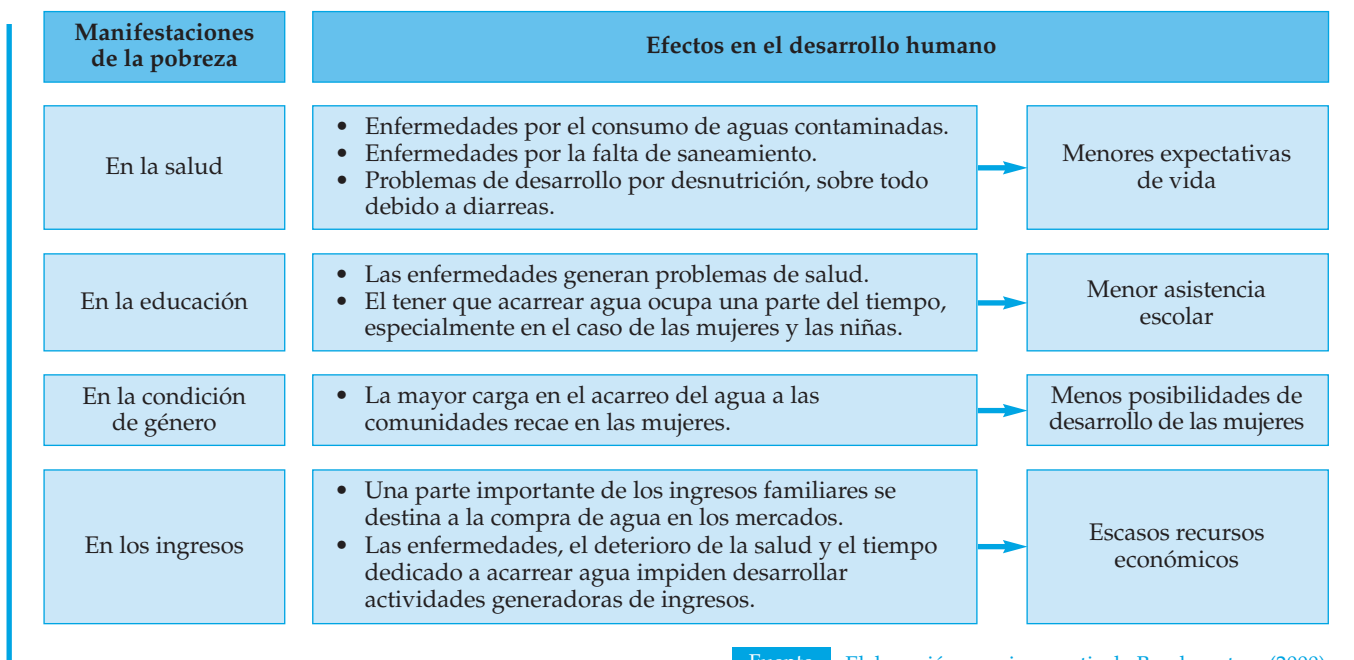 Manifestaciones
de la pobreza
Efectos en el desarrollo humano
En la salud
• Enfermedades por el consumo de aguas contaminadas.
• Enfermedades por la falta de saneamiento.
• Problemas de desarrollo por desnutrición, sobre todo
debido a diarreas.
Menores expectativas
de vida
En la educación
• Las enfermedades generan problemas de salud.
• El tener que acarrear agua ocupa una parte del tiempo,
especialmente en el caso de las mujeres y las niñas.
Menor asistencia
escolar
En la condición
de género
• La mayor carga en el acarreo del agua a las
comunidades recae en las mujeres.
Menos posibilidades de
desarrollo de las mujeres
En los ingresos
• Una parte importante de los ingresos familiares se
destina a la compra de agua en los mercados.
• Las enfermedades, el deterioro de la salud y el tiempo
dedicado a acarrear agua impiden desarrollar
actividades generadoras de ingresos.
Escasos recursos
económicos